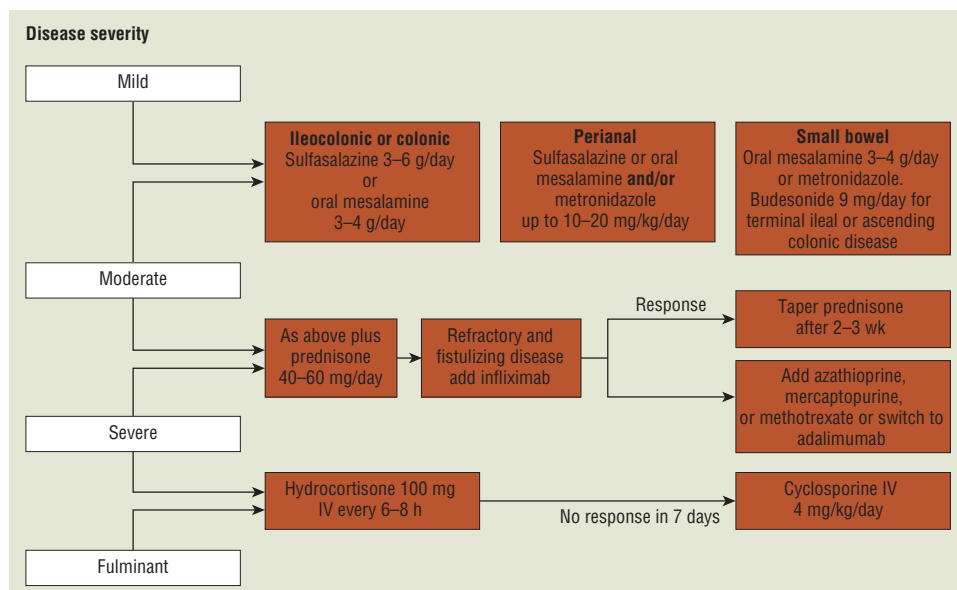 Disease severity
Mild
Ileocolonic or colonic
Sulfasalazine 3–6 g/day
or
oral mesalamine
3–4 g/day
Perianal
Sulfasalazine or oral
mesalamine and/or
metronidazole
up to 10–20 mg/kg/day
Small bowel
Oral mesalamine 3–4 g/day
or metronidazole.
Budesonide 9 mg/day for
terminal ileal or ascending
colonic disease
Moderate
As above plus
prednisone
40–60 mg/day
Refractory and
fistulizing disease
add infliximab
Response
Taper prednisone
after 2–3 wk
Add azathioprine,
mercaptopurine,
or methotrexate or switch to
adalimumab
Severe
Hydrocortisone 100 mg
IV every 6–8 h
No response in 7 days
Cyclosporine IV
4 mg/kg/day
Fulminant